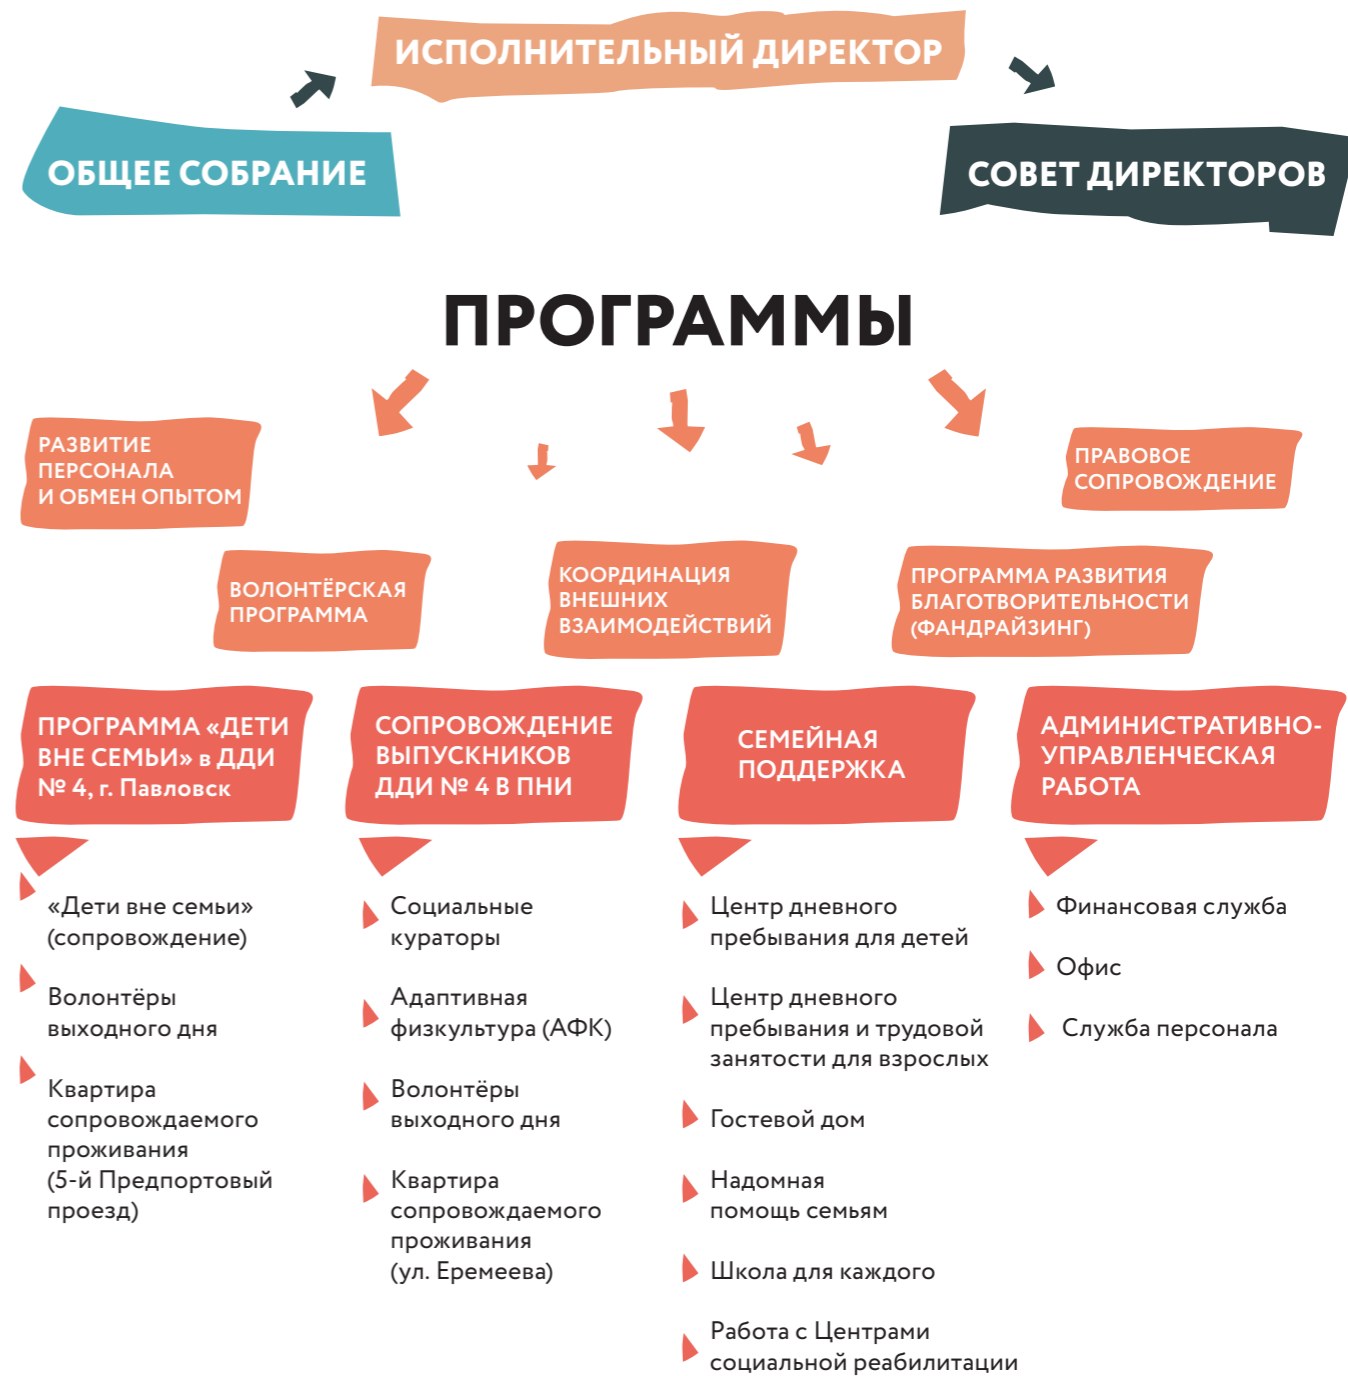 ИСПОЛНИТЕЛЬНЫЙ ДИРЕКТОР
ОБЩЕЕ СОБРАНИЕ
СОВЕТ ДИРЕКТОРОВ
ПРОГРАММЫ
РАЗВИТИЕ
ПЕРСОНАЛА
И ОБМЕН ОПЫТОМ
ПРАВОВОЕ
СОПРОВОЖДЕНИЕ
ВОЛОНТЁРСКАЯ
ПРОГРАММА
КООРДИНАЦИЯ
ВНЕШНИХ
ВЗАИМОДЕЙСТВИЙ
ПРОГРАММА РАЗВИТИЯ
БЛАГОТВОРИТЕЛЬНОСТИ
(ФАНДРАЙЗИНГ)
ПРОГРАММА «ДЕТИ
ВНЕ СЕМЬИ» в ДДИ
№ 4, г. Павловск
«Дети вне семьи»
(сопровождение)
Волонтёры
выходного дня
Квартира
сопровождаемого
проживания
(5-й Предпортовый
проезд)
СОПРОВОЖДЕНИЕ
ВЫПУСКНИКОВ
ДДИ № 4 В ПНИ
Социальные
кураторы
Адаптивная
физкультура (АФК)
Волонтёры
выходного дня
Квартира
сопровождаемого
проживания
(ул. Еремеева)
СЕМЕЙНАЯ
ПОДДЕРЖКА
Центр дневного
пребывания для детей
Центр дневного
пребывания и трудовой
занятости для взрослых
Гостевой дом
Надомная
помощь семьям
Школа для каждого
Работа с Центрами
социальной реабилитации
АДМИНИСТРАТИВНО-
УПРАВЛЕНЧЕСКАЯ
РАБОТА
Финансовая служба
Офис
Служба персонала